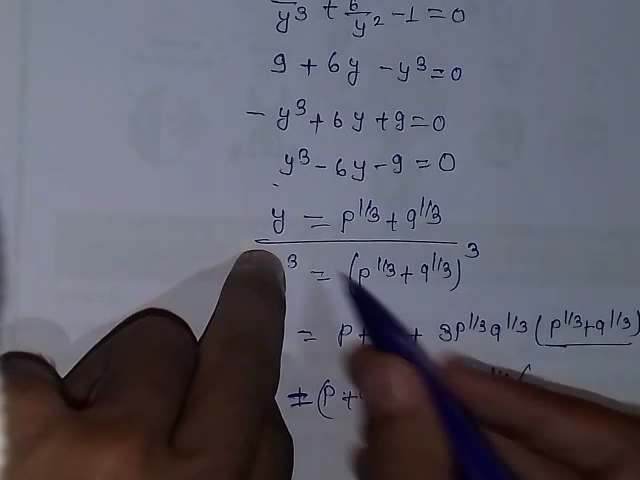 y³ + 6/y² - 1 = 0
9 + 6y - y³ = 0
- y³ + 6y + 9 = 0
y³ - 6y - 9 = 0
y = p^1/3 + q^1/3
³ = (p^1/3 + q^1/3)³
= p + + 3p^1/3 q^1/3 (p^1/3 + q^1/3)
(p +